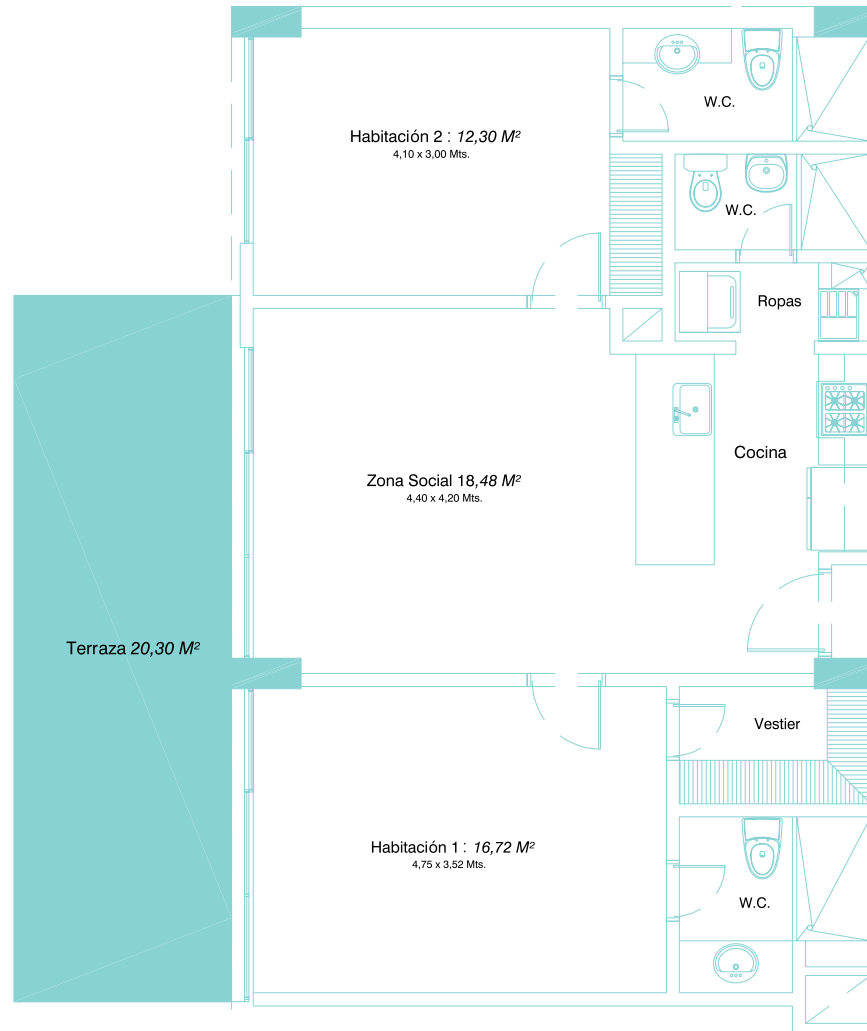 W.C.
Habitación 2 : 12,30 M²
4,10 x 3,00 Mts.
W.C.
Ropas
Cocina
Zona Social 18,48 M²
4,40 x 4,20 Mts.
Terraza 20,30 M²
Vestier
Habitación 1 : 16,72 M²
4,75 x 3,52 Mts.
W.C.